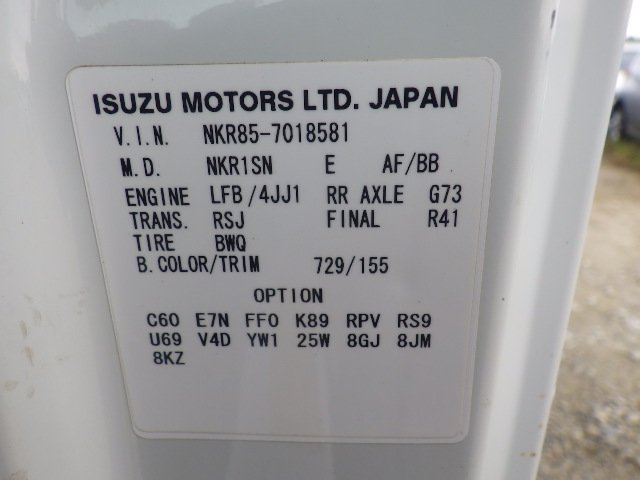 ISUZU MOTORS LTD. JAPAN
V.I.N. NKR85-7018581
M.D. NKR1SN E AF/BB
ENGINE LFB/4JJ1 RR AXLE G73
TRANS. RSJ FINAL R41
TIRE BWQ
B.COLOR/TRIM 729/155
OPTION
C60 E7N FF0 K89 RPV RS9
U69 V4D YW1 25W 8GJ 8JM
8KZ